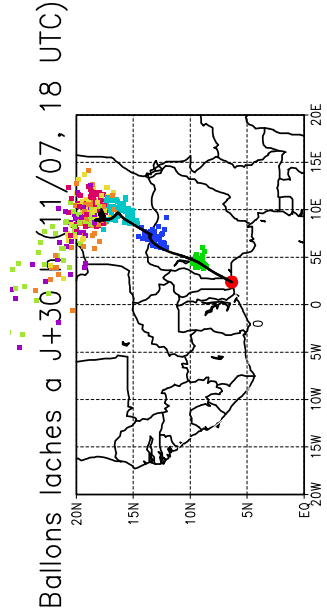 Ballons laches a J+30 h (11/07, 18 UTC)
20N
15N
10N
5N
EQ
20W
15W
10W
5W
0
5E
10E
15E
20E
0